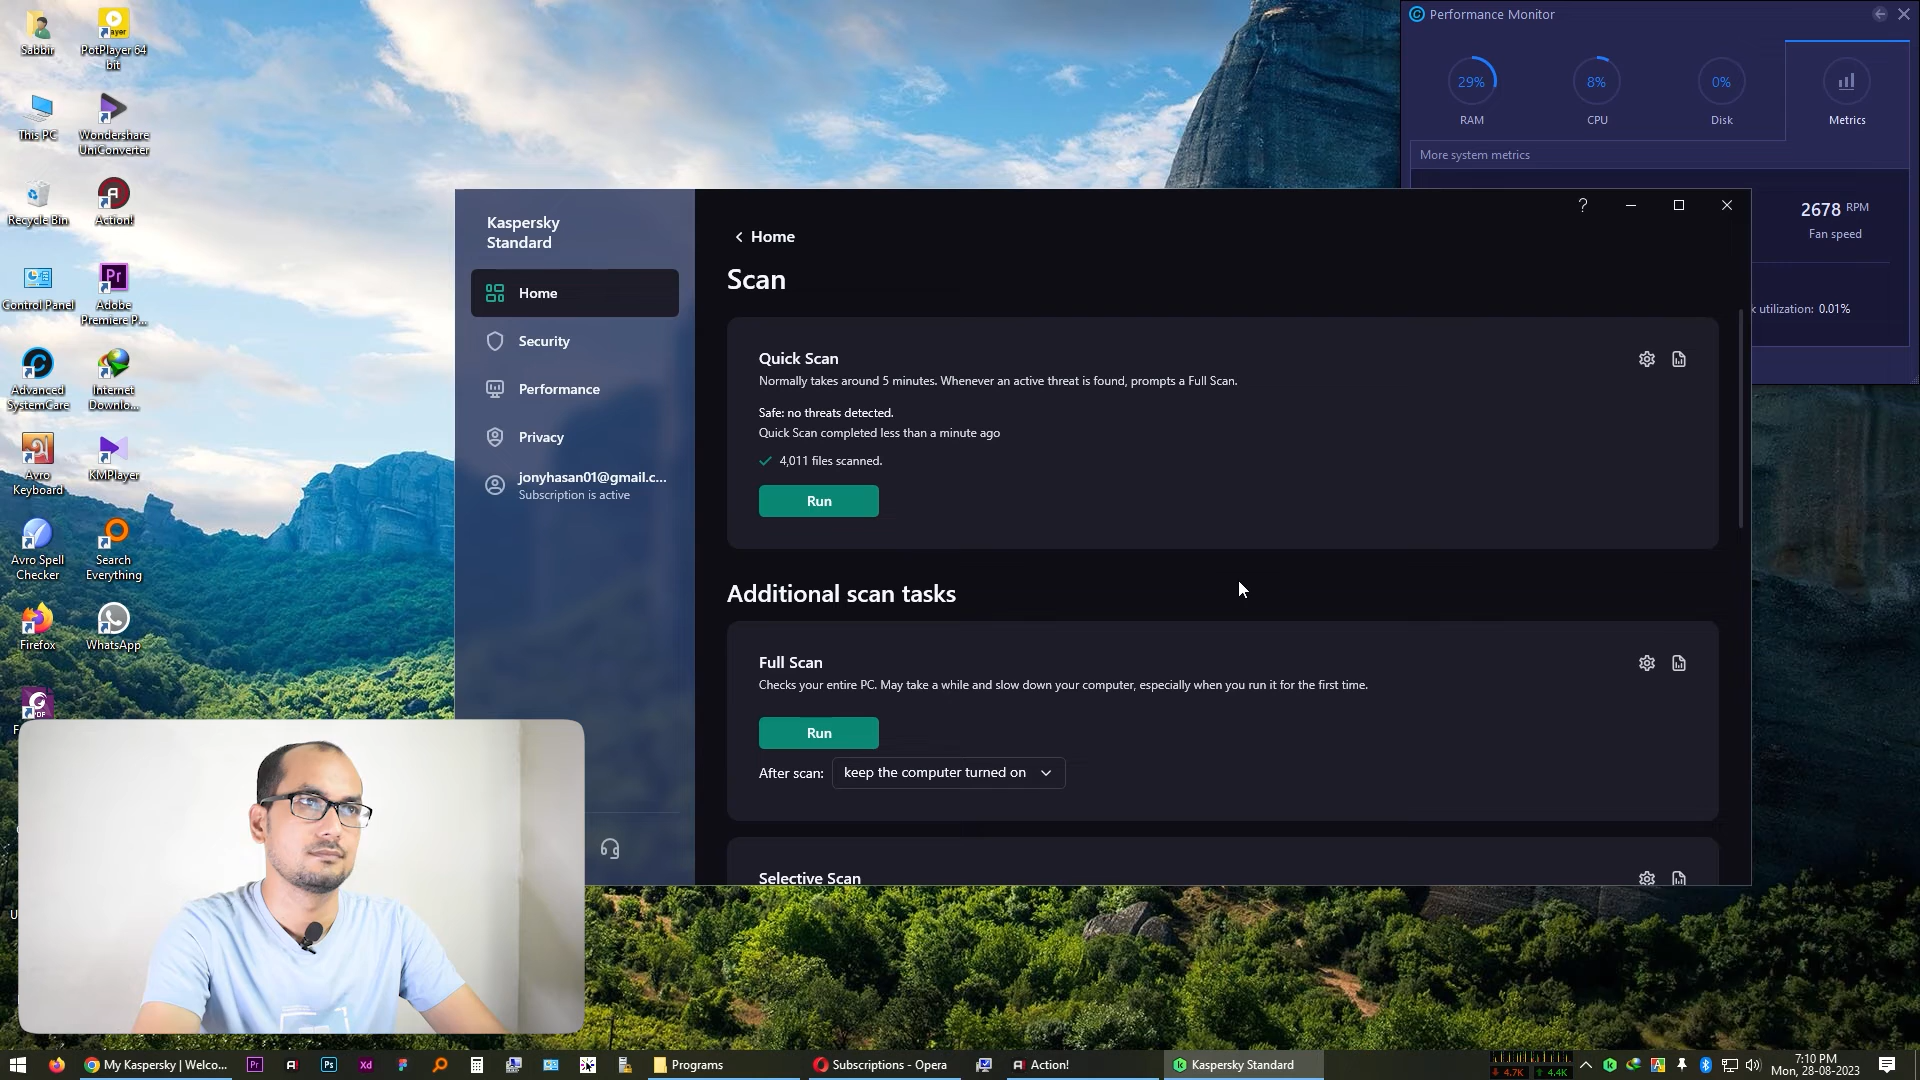 Sabbir
PotPlayer 64
bit
This PC
Wondershare
UniConverter
Recycle Bin
Action!
Control Panel
Adobe
Premiere P...
Advanced
SystemCare
Internet
Downlo...
Avro
Keyboard
KMPlayer
Avro Spell
Checker
Search
Everything
Firefox
WhatsApp
Performance Monitor
29%
8%
0%
RAM
CPU
Disk
Metrics
More system metrics
2678 RPM
Fan speed
utilization: 0.01%
Kaspersky
Standard
Home
Security
Performance
Privacy
jonyhasan01@gmail.c...
Subscription is active
Home
Scan
Quick Scan
Normally takes around 5 minutes. Whenever an active threat is found, prompts a Full Scan.
Safe: no threats detected.
Quick Scan completed less than a minute ago
4,011 files scanned.
Run
Additional scan tasks
Full Scan
Checks your entire PC. May take a while and slow down your computer, especially when you run it for the first time.
Run
After scan: keep the computer turned on
Selective Scan
My Kaspersky | Welco...
Programs
Subscriptions - Opera
Action!
Kaspersky Standard
4.7K
4.4K
7:10 PM
Mon, 28-08-2023